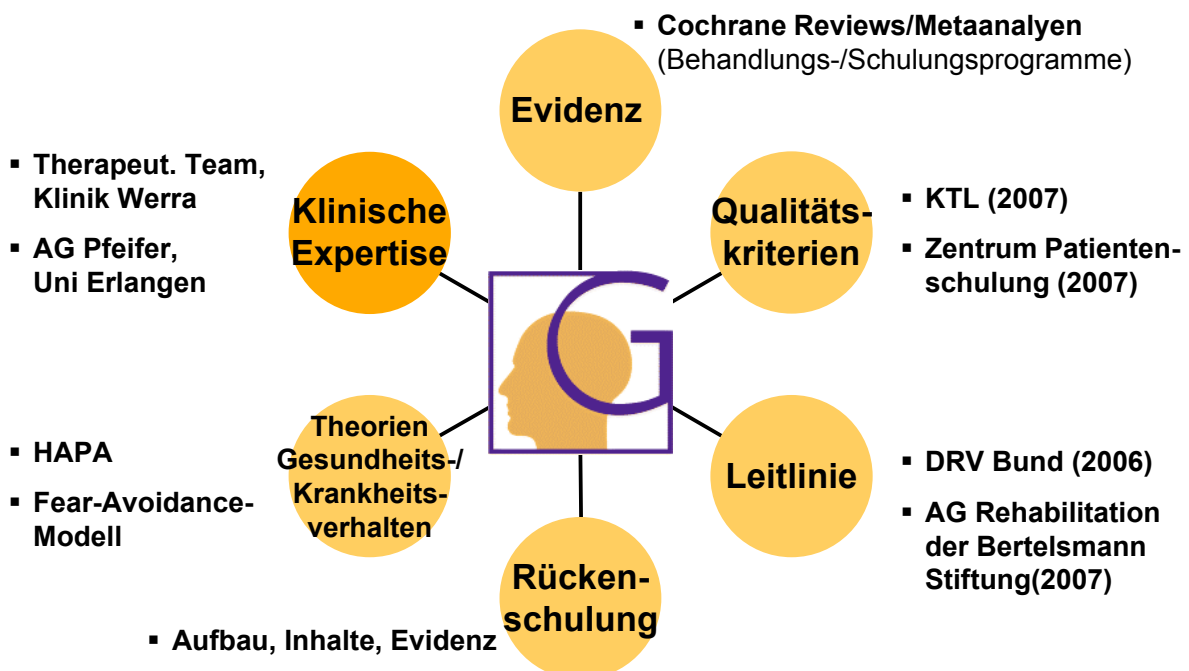 ▪ Cochrane Reviews/Metaanalyen
(Behandlungs-/Schulungsprogramme)
Evidenz
▪ Therapeut. Team,
Klinik Werra
▪ AG Pfeifer,
Uni Erlangen
Klinische
Expertise
Qualitäts-
kriterien
▪ KTL (2007)
▪ Zentrum Patienten-
schulung (2007)
G
▪ HAPA
▪ Fear-Avoidance-
Modell
Theorien
Gesundheits-/
Krankheits-
verhalten
Leitlinie
▪ DRV Bund (2006)
▪ AG Rehabilitation
der Bertelsmann
Stiftung(2007)
Rücken-
schulung
▪ Aufbau, Inhalte, Evidenz